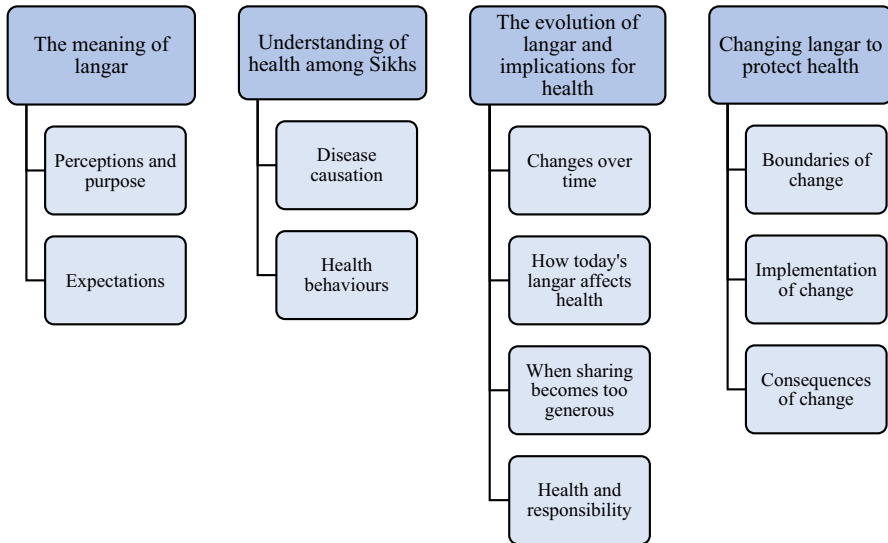 The meaning of
langar
Perceptions and
purpose
Expectations
Understanding of
health among Sikhs
Disease
causation
Health
behaviours
The evolution of
langar and
implications for
health
Changes over
time
How today's
langar affects
health
When sharing
becomes too
generous
Health and
responsibility
Changing langar to
protect health
Boundaries of
change
Implementation
of change
Consequences
of change